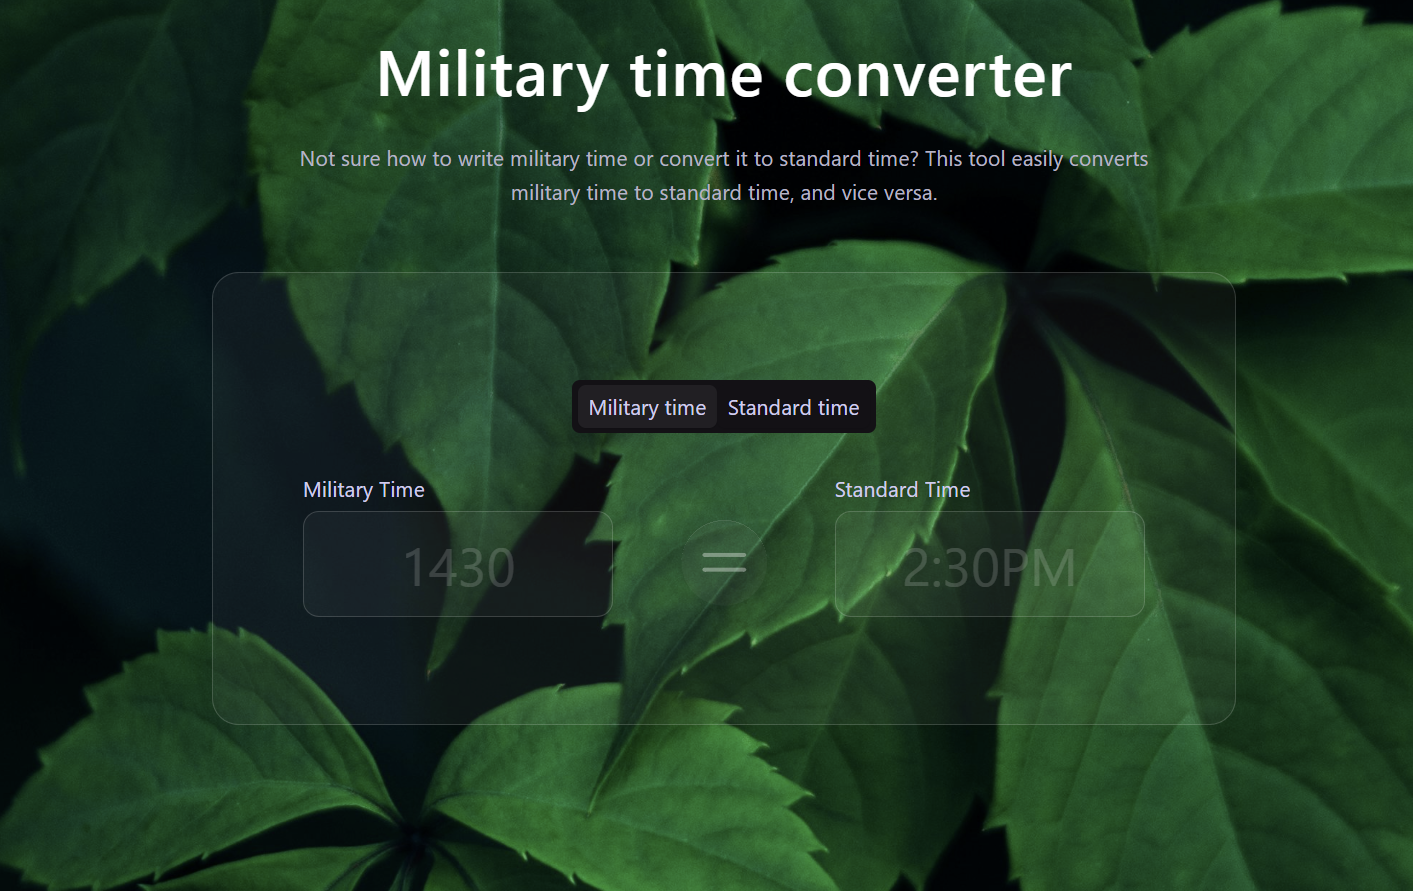 Military time converter
Not sure how to write military time or convert it to standard time? This tool easily converts
military time to standard time, and vice versa.
Military time Standard time
Military Time Standard Time
1430 = 2:30PM